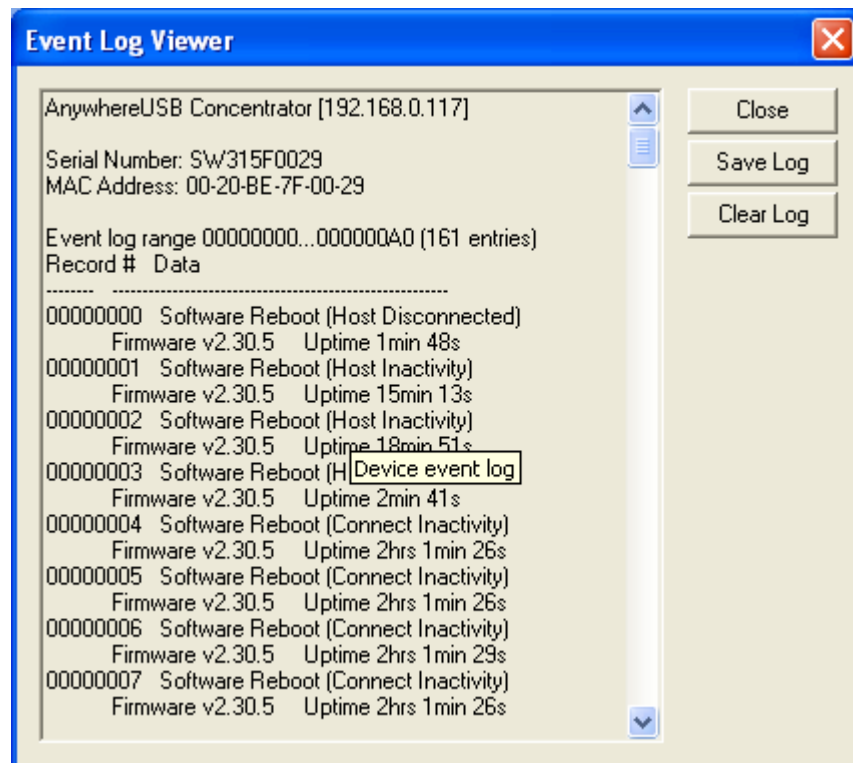 Event Log Viewer
AnywhereUSB Concentrator [192.168.0.117]
Serial Number: SW315F0029
MAC Address: 00-20-BE-7F-00-29
Event log range 00000000...000000A0 (161 entries)
Record # Data
-------- --------------------------------------------------------
00000000 Software Reboot (Host Disconnected)
Firmware v2.30.5 Uptime 1min 48s
00000001 Software Reboot (Host Inactivity)
Firmware v2.30.5 Uptime 15min 13s
00000002 Software Reboot (Host Inactivity)
Firmware v2.30.5 Uptime 18min 51s
00000003 Software Reboot (H
Device event log
Firmware v2.30.5 Uptime 2min 41s
00000004 Software Reboot (Connect Inactivity)
Firmware v2.30.5 Uptime 2hrs 1min 26s
00000005 Software Reboot (Connect Inactivity)
Firmware v2.30.5 Uptime 2hrs 1min 26s
00000006 Software Reboot (Connect Inactivity)
Firmware v2.30.5 Uptime 2hrs 1min 29s
00000007 Software Reboot (Connect Inactivity)
Firmware v2.30.5 Uptime 2hrs 1min 26s
Close
Save Log
Clear Log